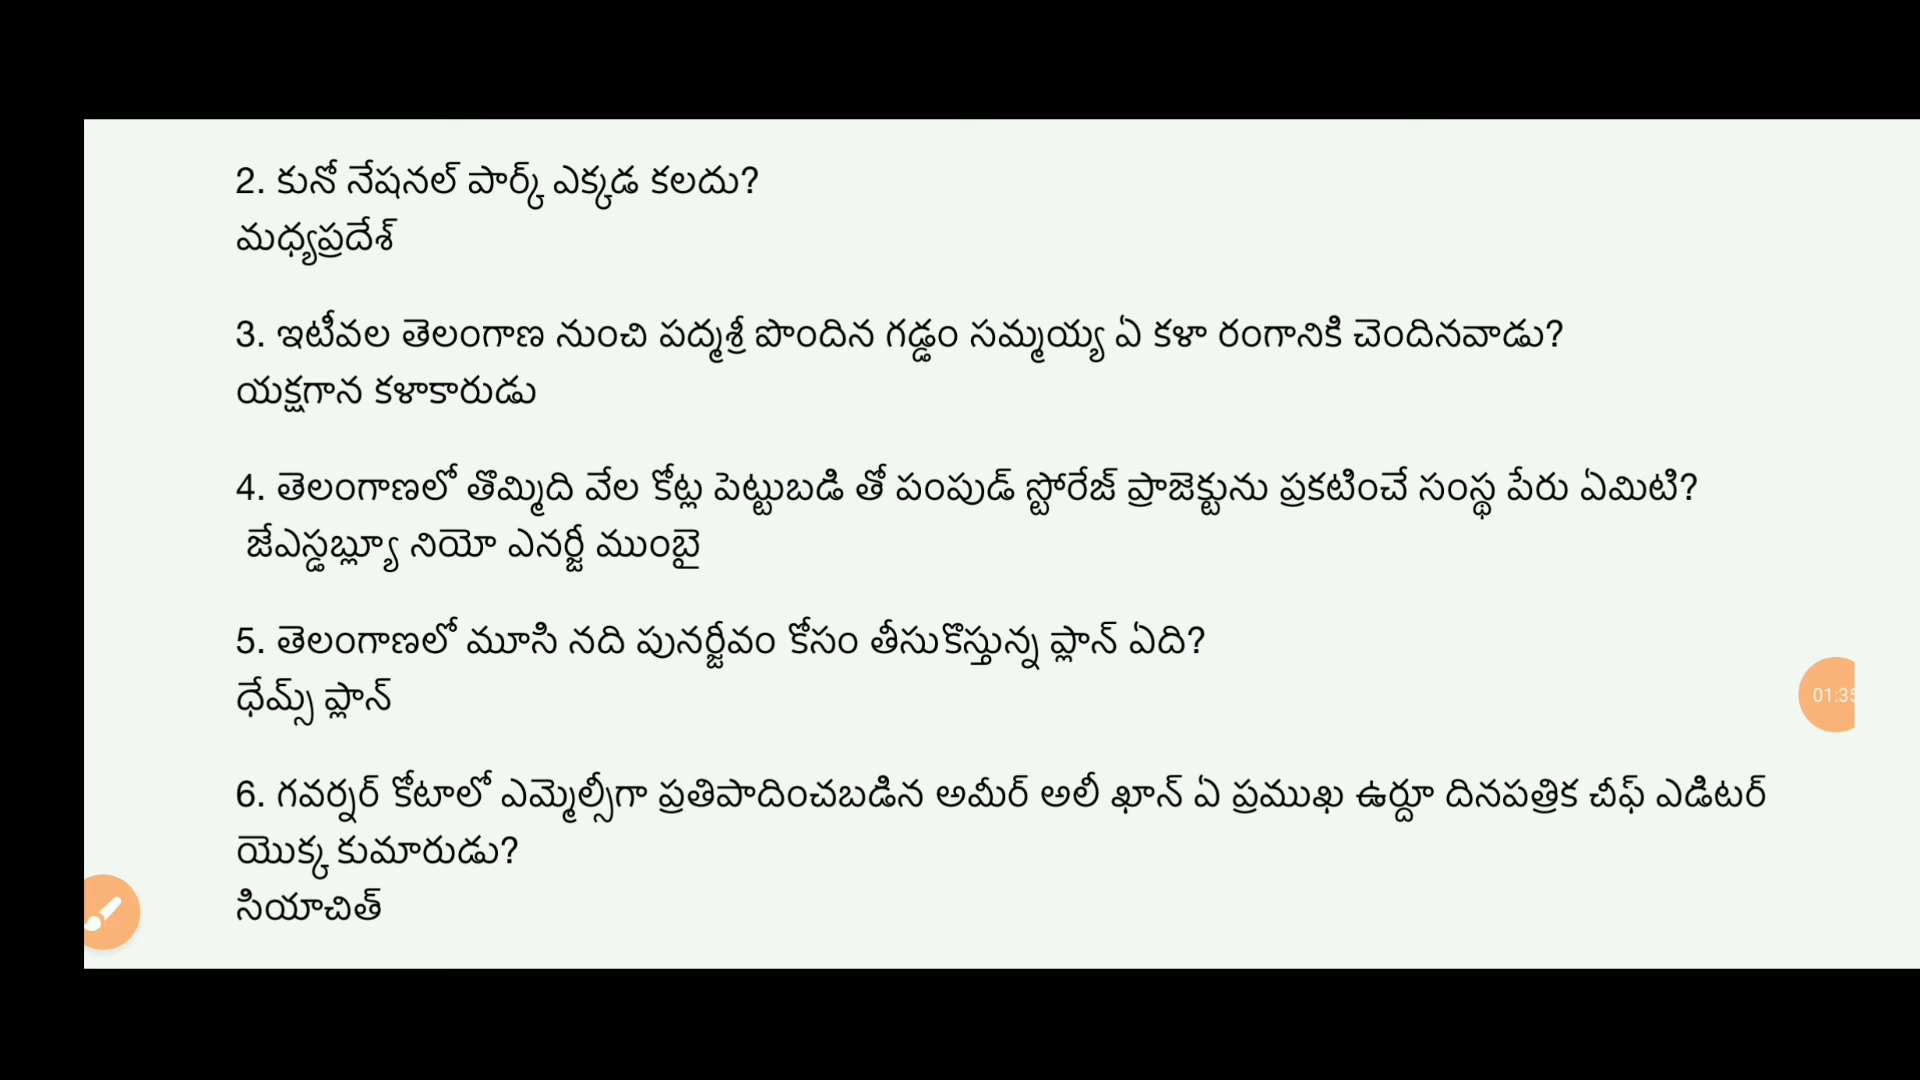 2. కునో నేషనల్ పార్క్ ఎక్కడ కలదు?
మధ్యప్రదేశ్
3. ఇటీవల తెలంగాణ నుంచి పద్మశ్రీ పొందిన గడ్డం సమ్మయ్య ఏ కళా రంగానికి చెందినవాడు?
యక్షగాన కళాకారుడు
4. తెలంగాణలో తొమ్మిది వేల కోట్ల పెట్టుబడి తో పంపుడ్ స్టోరేజ్ ప్రాజెక్టును ప్రకటించే సంస్థ పేరు ఏమిటి?
జేఎస్డబ్ల్యూ నియో ఎనర్జీ ముంబై
5. తెలంగాణలో మూసి నది పునర్జీవం కోసం తీసుకొస్తున్న ప్లాన్ ఏది?
ధేమ్స్ ప్లాన్
01:35
6. గవర్నర్ కోటాలో ఎమ్మెల్సీగా ప్రతిపాదించబడిన అమీర్ అలీ ఖాన్ ఏ ప్రముఖ ఉర్దూ దినపత్రిక చీఫ్ ఎడిటర్
యొక్క కుమారుడు?
సియాచిత్